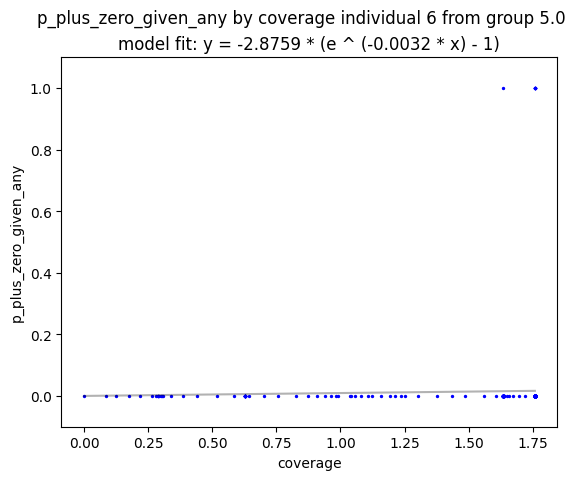 p_plus_zero_given_any by coverage individual 6 from group 5.0
model fit: y = -2.8759 * (e ^ (-0.0032 * x) - 1)
1.0
0.8
0.6
0.4
0.2
0.0
p_plus_zero_given_any
0.00 0.25 0.50 0.75 1.00 1.25 1.50 1.75
coverage